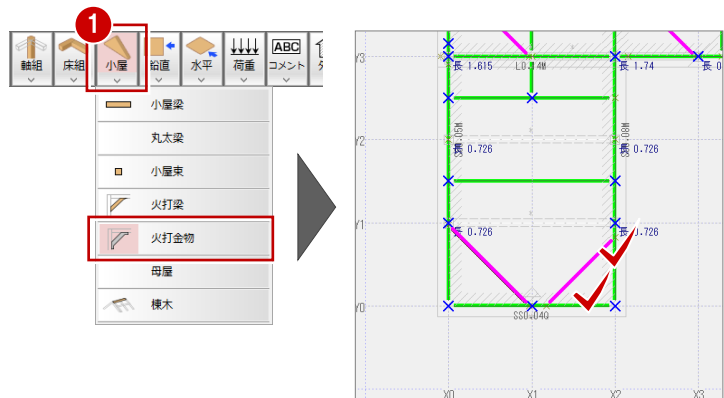 1
軸組
床組
小屋
鉛直
水平
荷重
ABC
コメント
小屋梁
丸太梁
小屋束
火打梁
火打金物
母屋
棟木
Y3
長 1.615
長 1.74
長 0
Y2
長 0.726
長 0.726
Y1
長 0.726
長 0.726
Y0
X0
X1
X2
X3